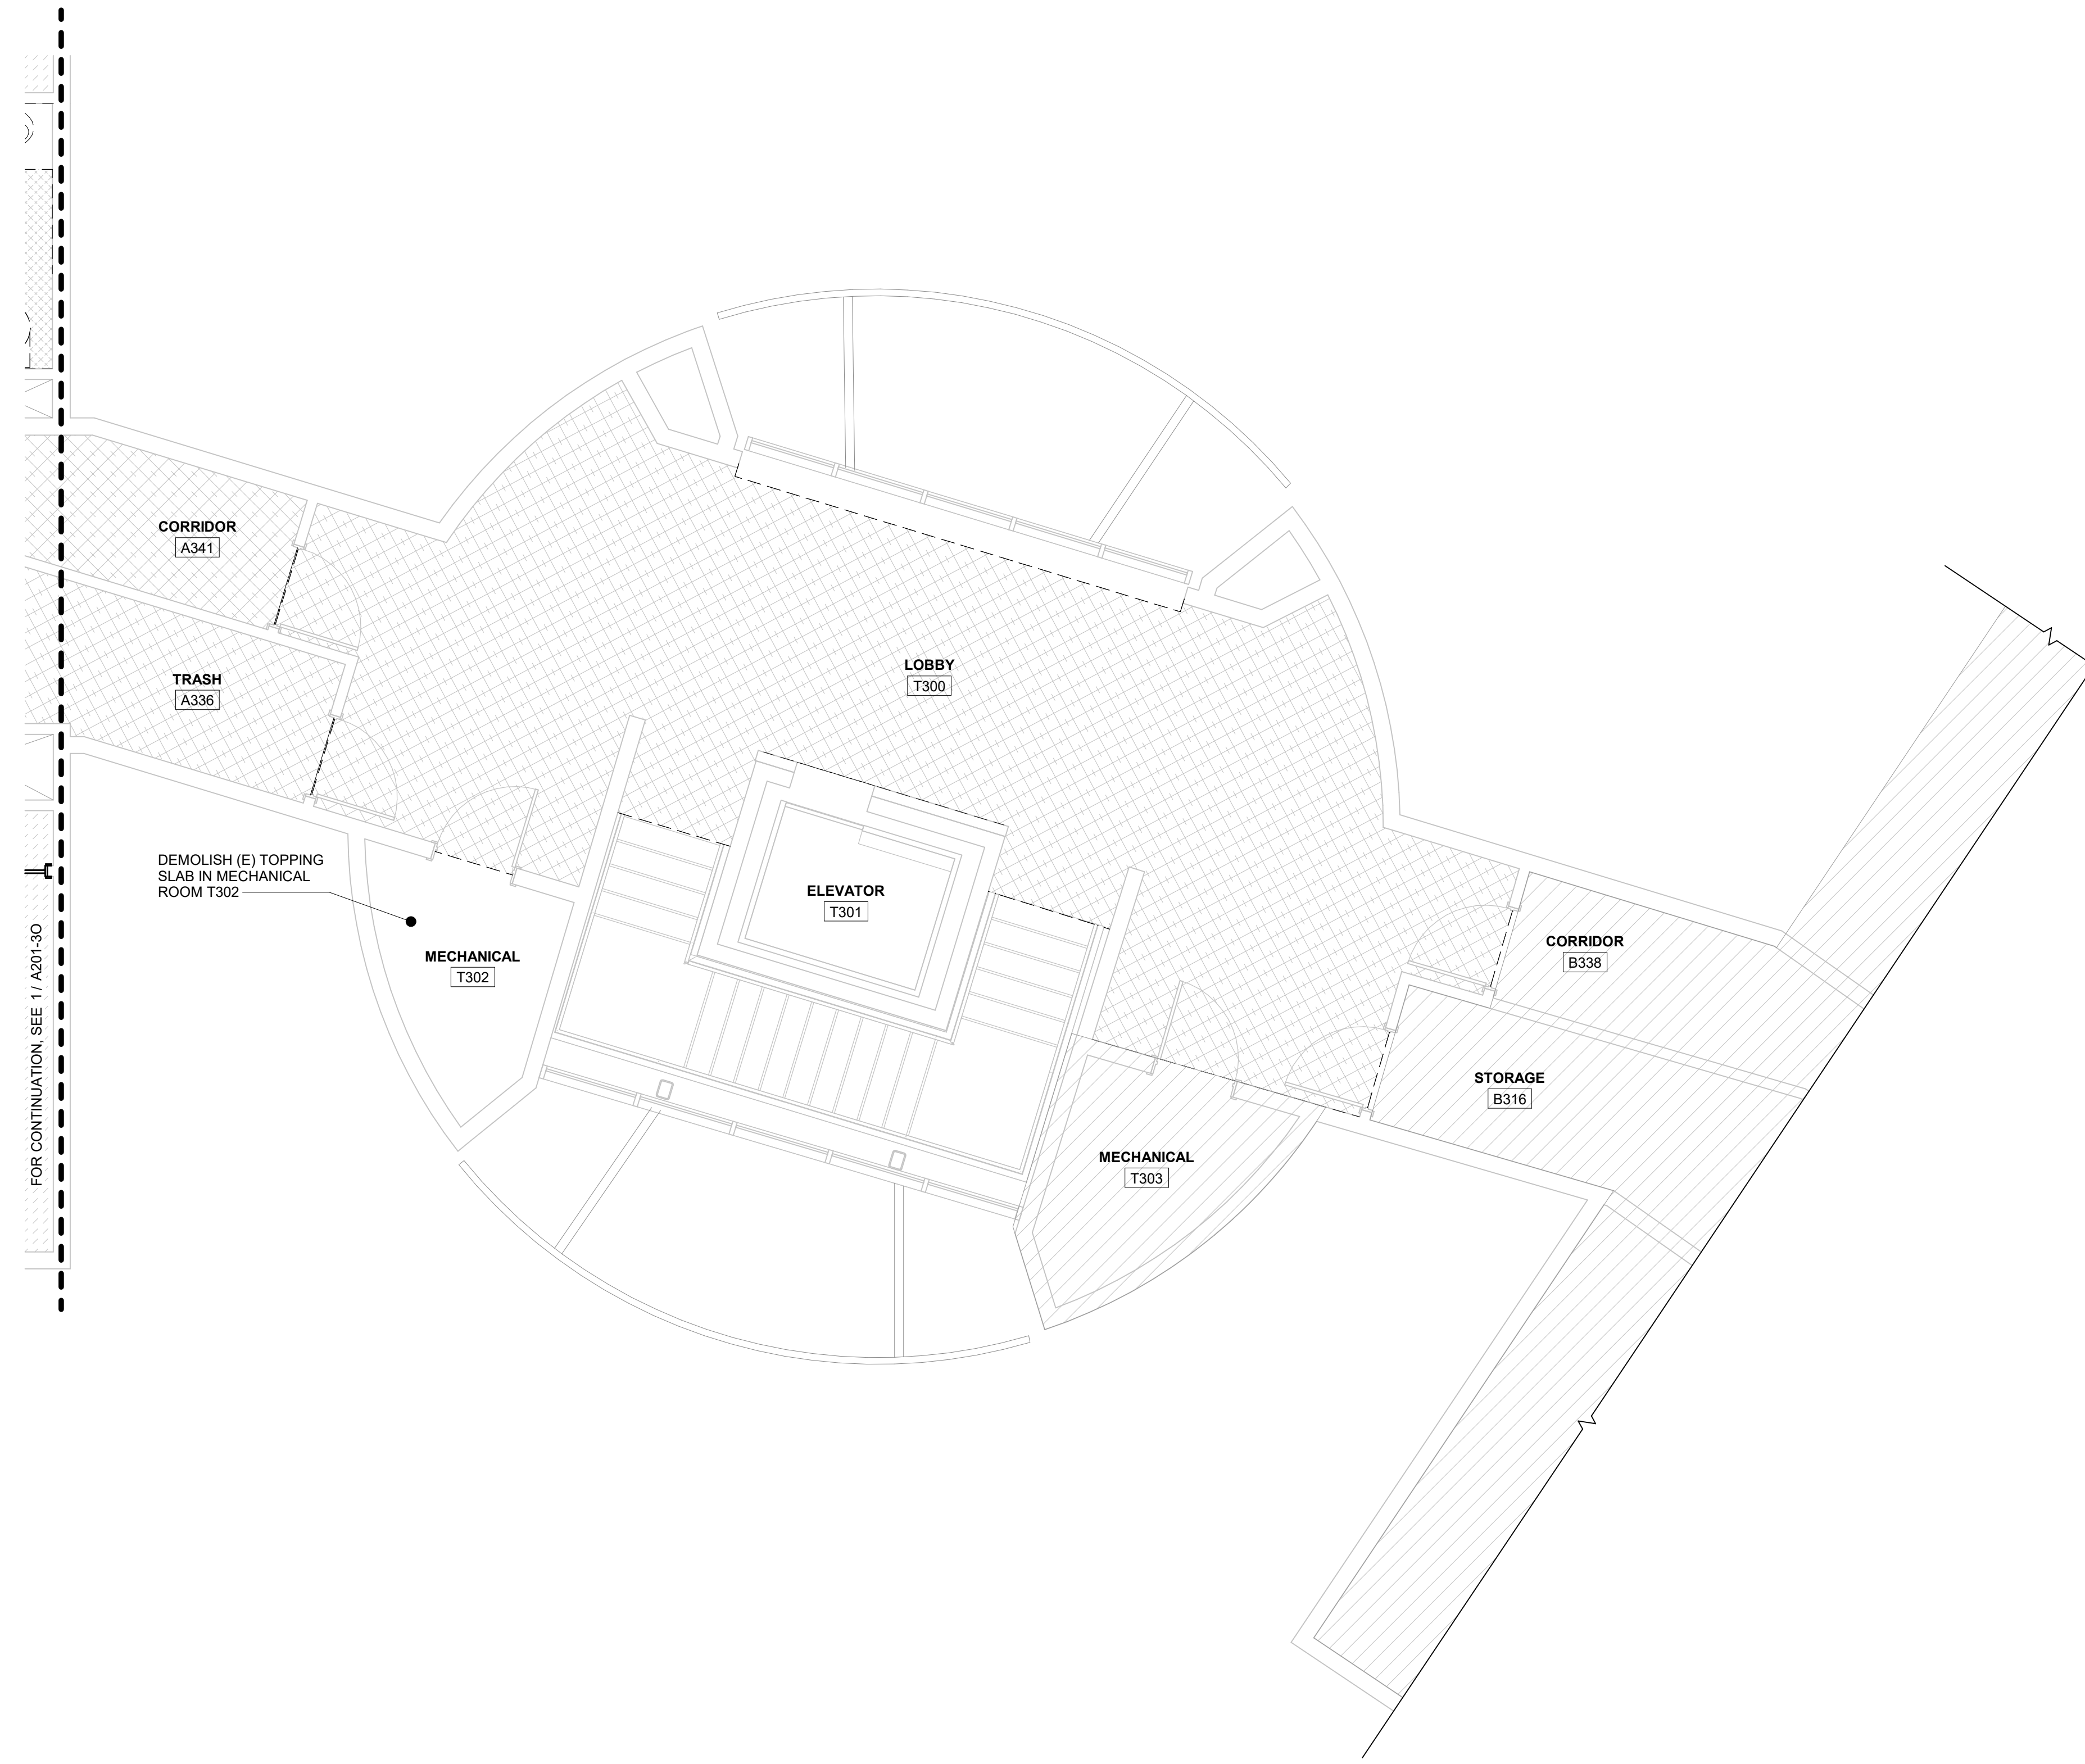 CORRIDOR
A341
TRASH
A336
LOBBY
T300
DEMOLISH (E) TOPPING
SLAB IN MECHANICAL
ROOM T302
MECHANICAL
T302
ELEVATOR
T301
CORRIDOR
B338
STORAGE
B316
MECHANICAL
T303
FOR CONTINUATION, SEE 1 / A201-3O